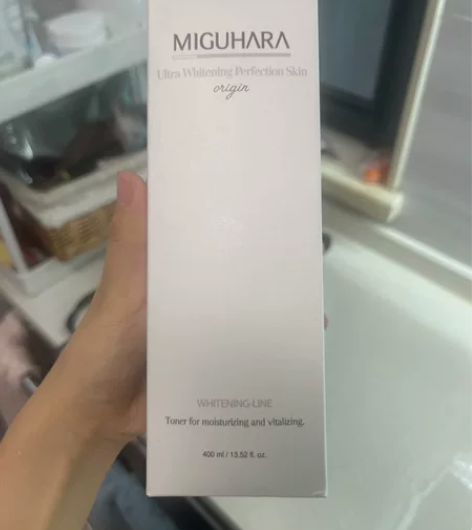 MIGUHARA
Ultra Whitening Perfection Skin
origin
WHITENING-LINE
Toner for moisturizing and vitalizing.
400 ml / 13.52 fl. oz.